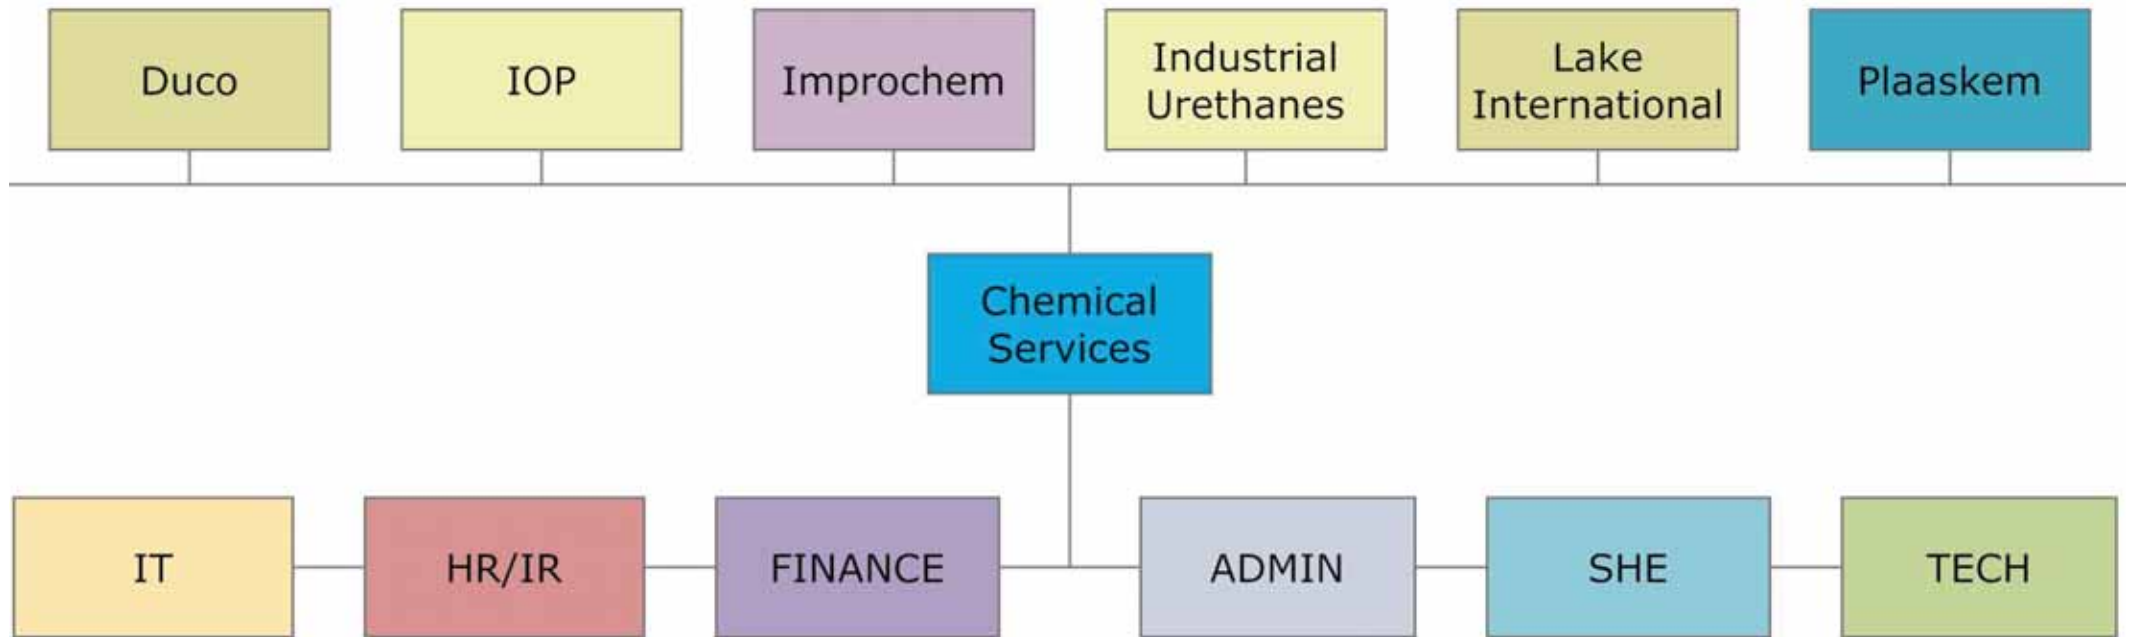 Duco
IOP
Improchem
Industrial
Urethanes
Lake
International
Plaaskem
Chemical
Services
IT
HR/IR
FINANCE
ADMIN
SHE
TECH